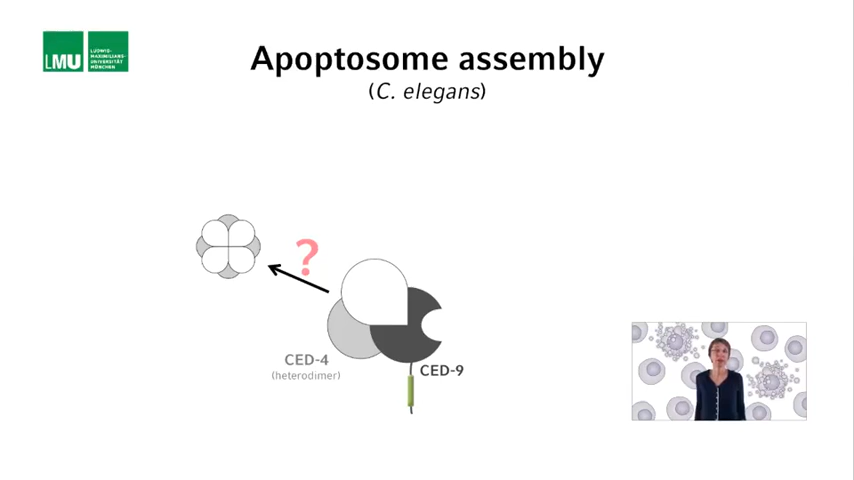 LMU
LUDWIG-
MAXIMILIANS-
UNIVERSITÄT
MÜNCHEN
Apoptosome assembly
(C. elegans)
?
CED-4
(heterodimer)
CED-9